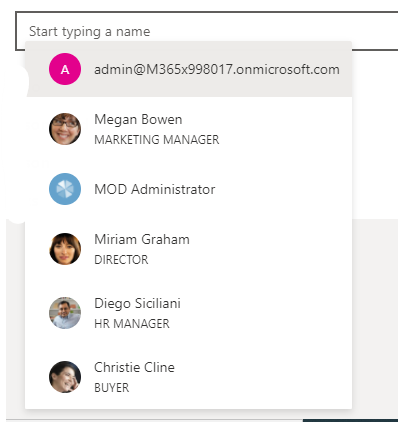 Start typing a name
A
admin@M365x998017.onmicrosoft.com
Megan Bowen
MARKETING MANAGER
MOD Administrator
Miriam Graham
DIRECTOR
Diego Siciliani
HR MANAGER
Christie Cline
BUYER